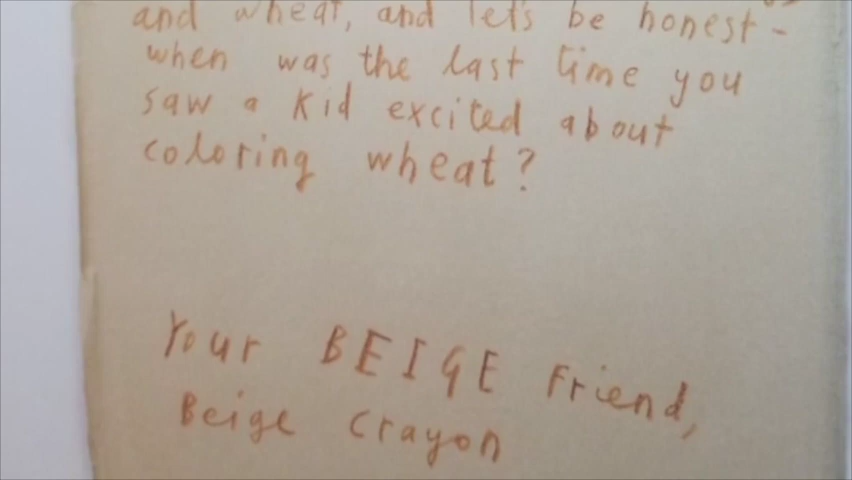 and wheat, and let's be honest -
when was the last time you
saw a kid excited about
coloring wheat?
Your BEIGE friend,
Beige Crayon